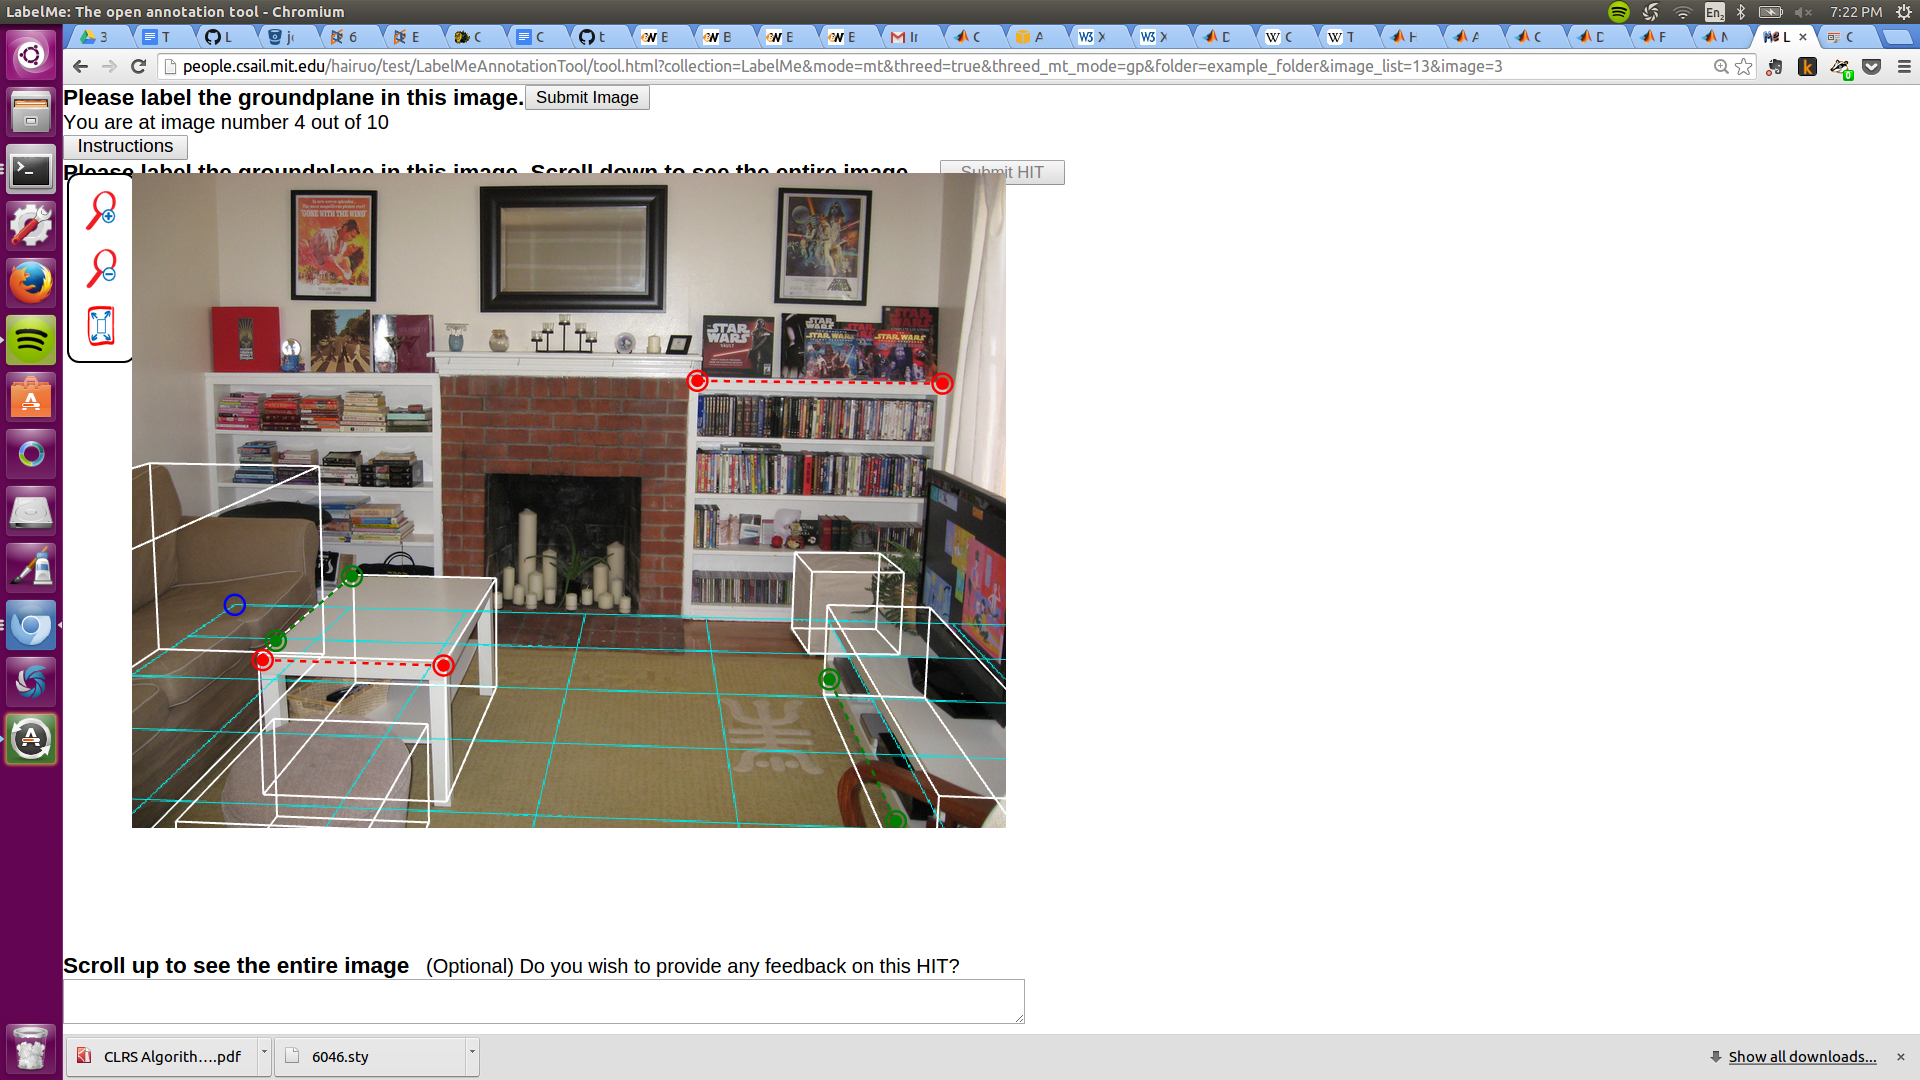 LabelMe: The open annotation tool - Chromium
En
7:22 PM
3
T
L
6
E
C
C
t
E
B
E
E
C
A
X
X
D
C
T
H
A
C
D
F
L
C
people.csail.mit.edu/hairuo/test/LabelMeAnnotationTool/tool.html?collection=LabelMe&mode=mt&threed=true&threed_mt_mode=gp&folder=example_folder&image_list=13&image=3
Please label the groundplane in this image. Submit Image
You are at image number 4 out of 10
Instructions
Please label the groundplane in this image. Scroll down to see the entire image. Submit HIT
"GONE WITH THE WIND"
STAR WARS
STAR WARS
STAR WARS
STAR WARS
Scroll up to see the entire image (Optional) Do you wish to provide any feedback on this HIT?
CLRS Algorith....pdf
6046.sty
Show all downloads...